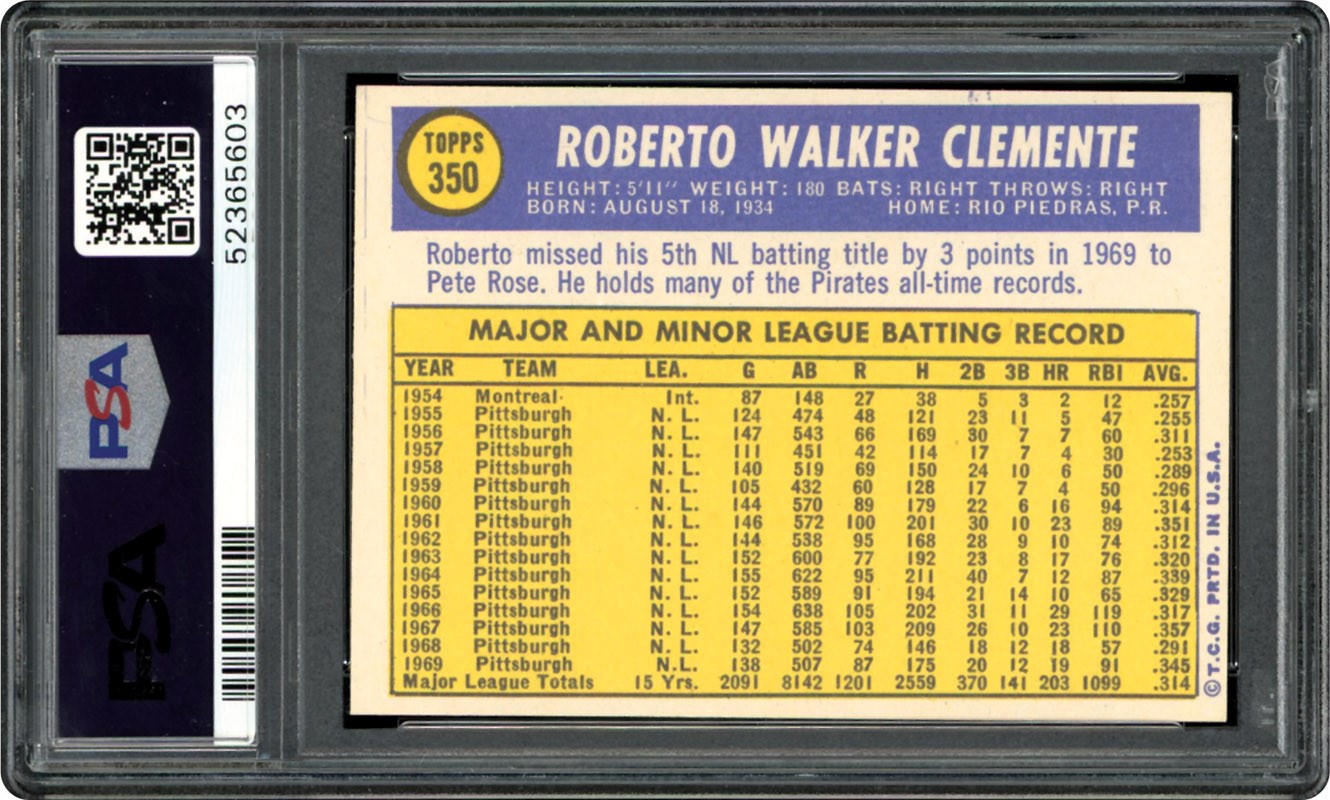 PSA
PSA
52365603
TOPPS
350
ROBERTO WALKER CLEMENTE
HEIGHT: 5'11" WEIGHT: 180 BATS: RIGHT THROWS: RIGHT
BORN: AUGUST 18, 1934 HOME: RIO PIEDRAS, P.R.
Roberto missed his 5th NL batting title by 3 points in 1969 to
Pete Rose. He holds many of the Pirates all-time records.
MAJOR AND MINOR LEAGUE BATTING RECORD
YEAR TEAM LEA. G AB R H 2B 3B HR RBI AVG.
1954 Montreal Int. 87 148 27 38 5 3 2 12 .257
1955 Pittsburgh N. L. 124 474 48 121 23 11 5 47 .255
1956 Pittsburgh N. L. 147 543 66 169 30 7 7 60 .311
1957 Pittsburgh N. L. 111 451 42 114 17 7 4 30 .253
1958 Pittsburgh N. L. 140 519 69 150 24 10 6 50 .289
1959 Pittsburgh N. L. 105 432 60 128 17 7 4 50 .296
1960 Pittsburgh N. L. 144 570 89 179 22 6 16 94 .314
1961 Pittsburgh N. L. 146 572 100 201 30 10 23 89 .351
1962 Pittsburgh N. L. 144 538 95 168 28 9 10 74 .312
1963 Pittsburgh N. L. 152 600 77 192 23 8 17 76 .320
1964 Pittsburgh N. L. 155 622 95 211 40 7 12 87 .339
1965 Pittsburgh N. L. 152 589 91 194 21 14 10 65 .329
1966 Pittsburgh N. L. 154 638 105 202 31 11 29 119 .317
1967 Pittsburgh N. L. 147 585 103 209 26 10 23 110 .357
1968 Pittsburgh N. L. 132 502 74 146 18 12 18 57 .291
1969 Pittsburgh N.L. 138 507 87 175 20 12 19 91 .345
Major League Totals 15 Yrs. 2091 8142 1201 2559 370 141 203 1099 .314
©T.C.G. PRTD. IN U.S.A.